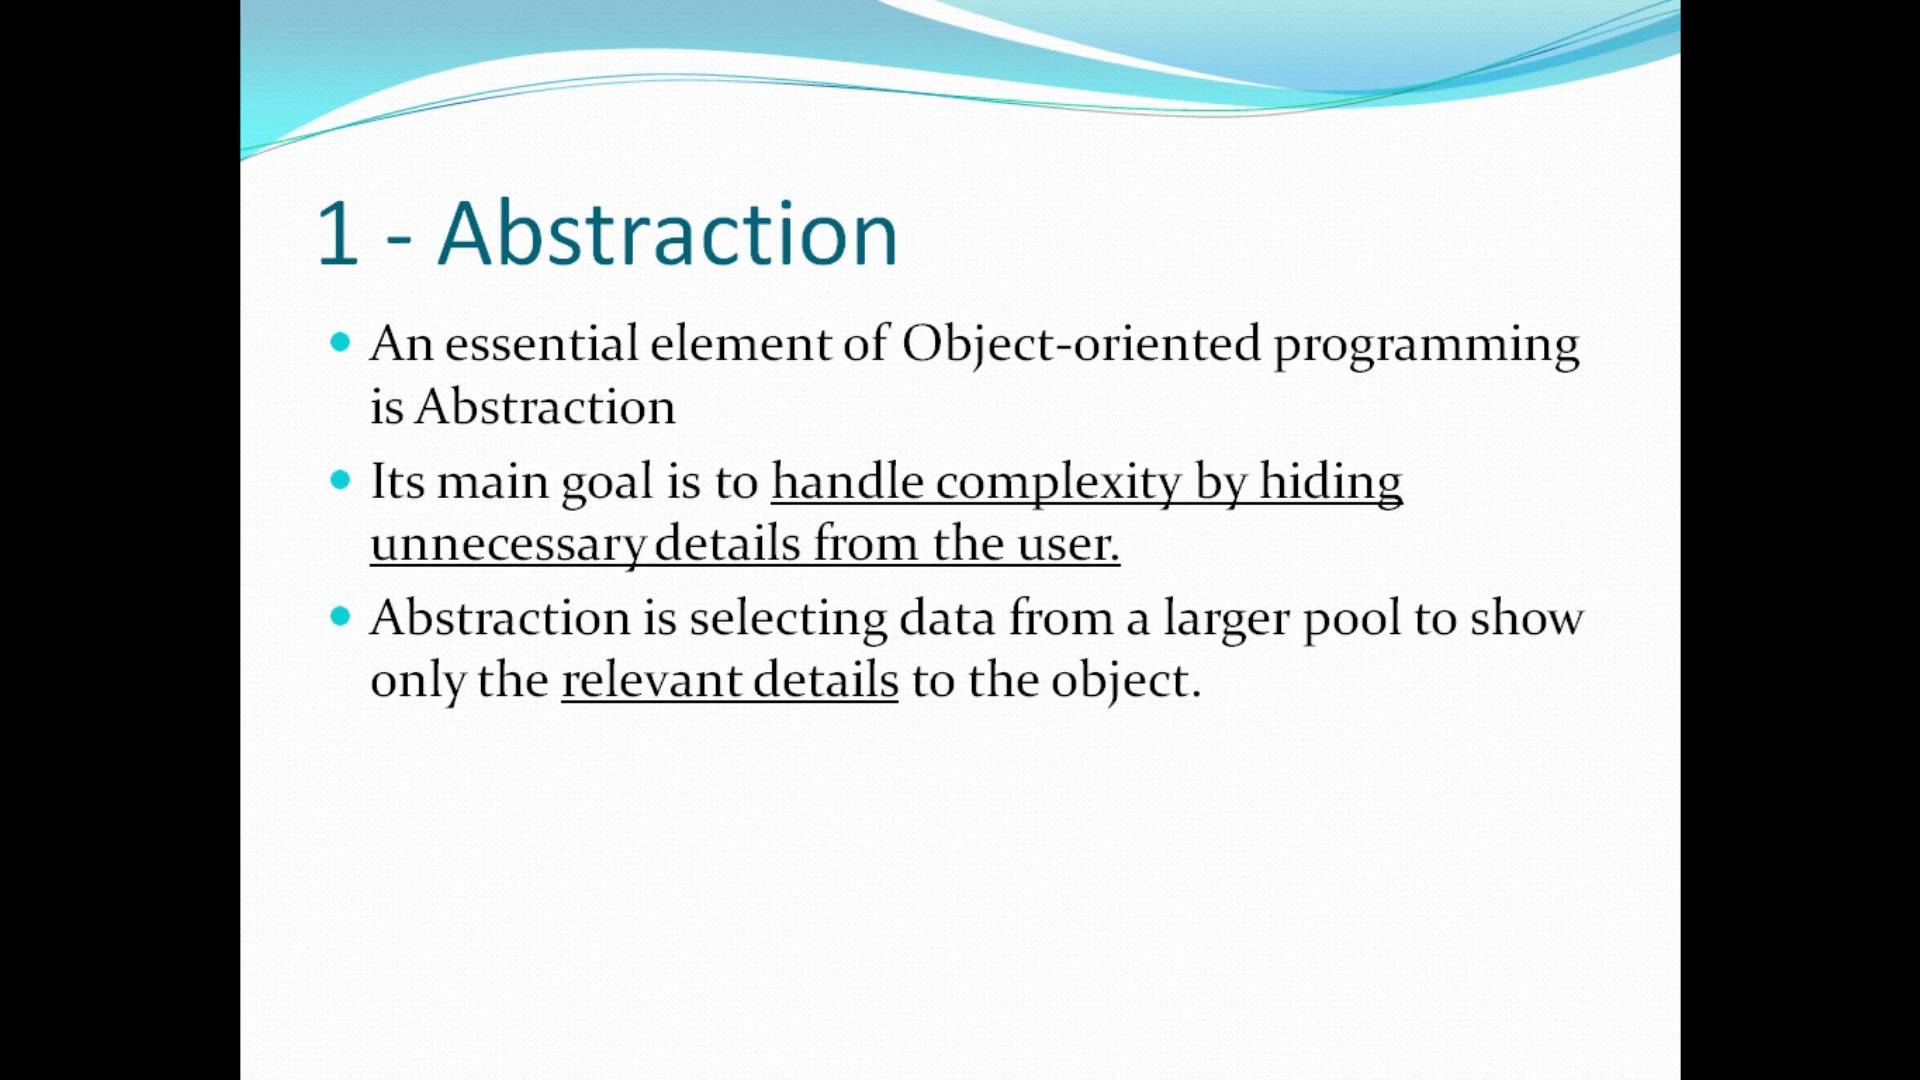 1 - Abstraction
An essential element of Object-oriented programming
is Abstraction
Its main goal is to handle complexity by hiding
unnecessary details from the user.
Abstraction is selecting data from a larger pool to show
only the relevant details to the object.